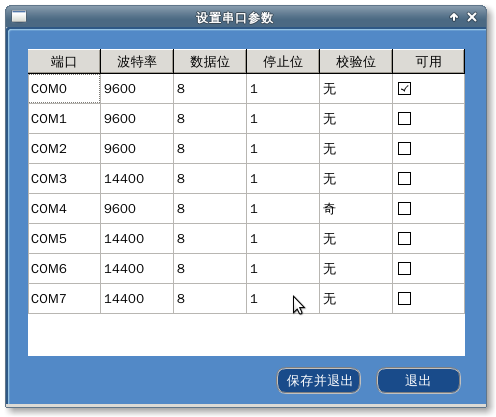 设置串口参数
端口 波特率 数据位 停止位 校验位 可用
COM0 9600 8 1 无
COM1 9600 8 1 无
COM2 9600 8 1 无
COM3 14400 8 1 无
COM4 9600 8 1 奇
COM5 14400 8 1 无
COM6 14400 8 1 无
COM7 14400 8 1 无
保存并退出 退出